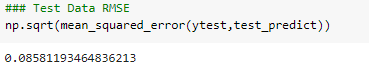 ### Test Data RMSE
np.sqrt(mean_squared_error(ytest,test_predict))
0.08581193464836213